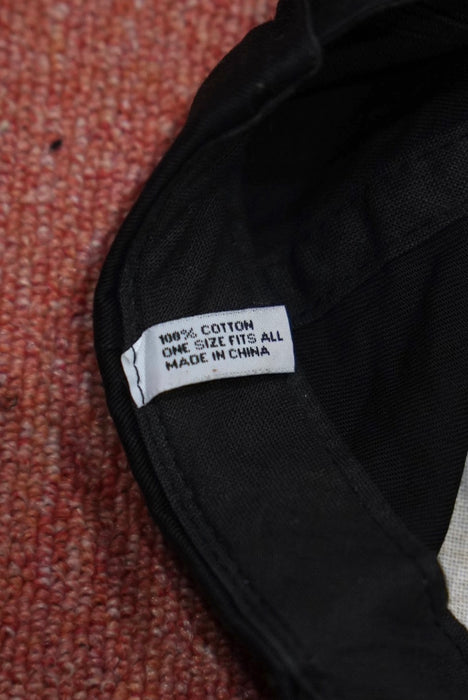 100% COTTON
ONE SIZE FITS ALL
MADE IN CHINA